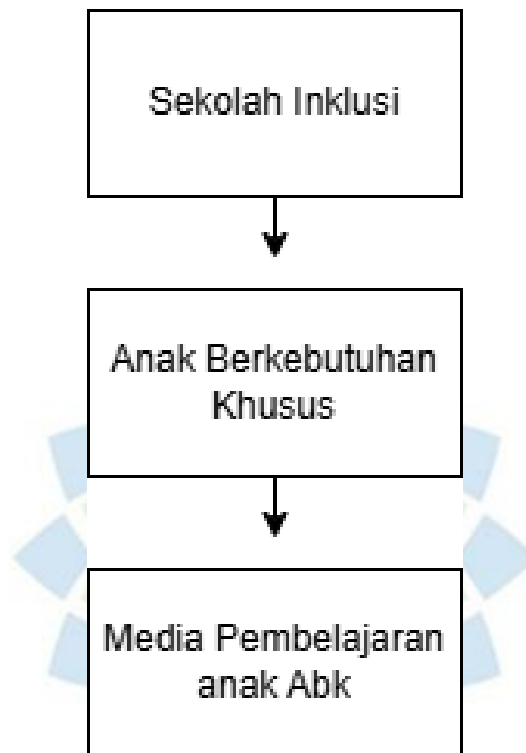 Sekolah Inklusi
Anak Berkebutuhan
Khusus
Media Pembelajaran
anak Abk